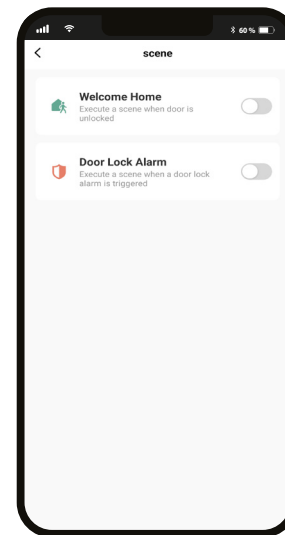 60%
scene
Welcome Home
Execute a scene when door is
unlocked
Door Lock Alarm
Execute a scene when a door lock
alarm is triggered